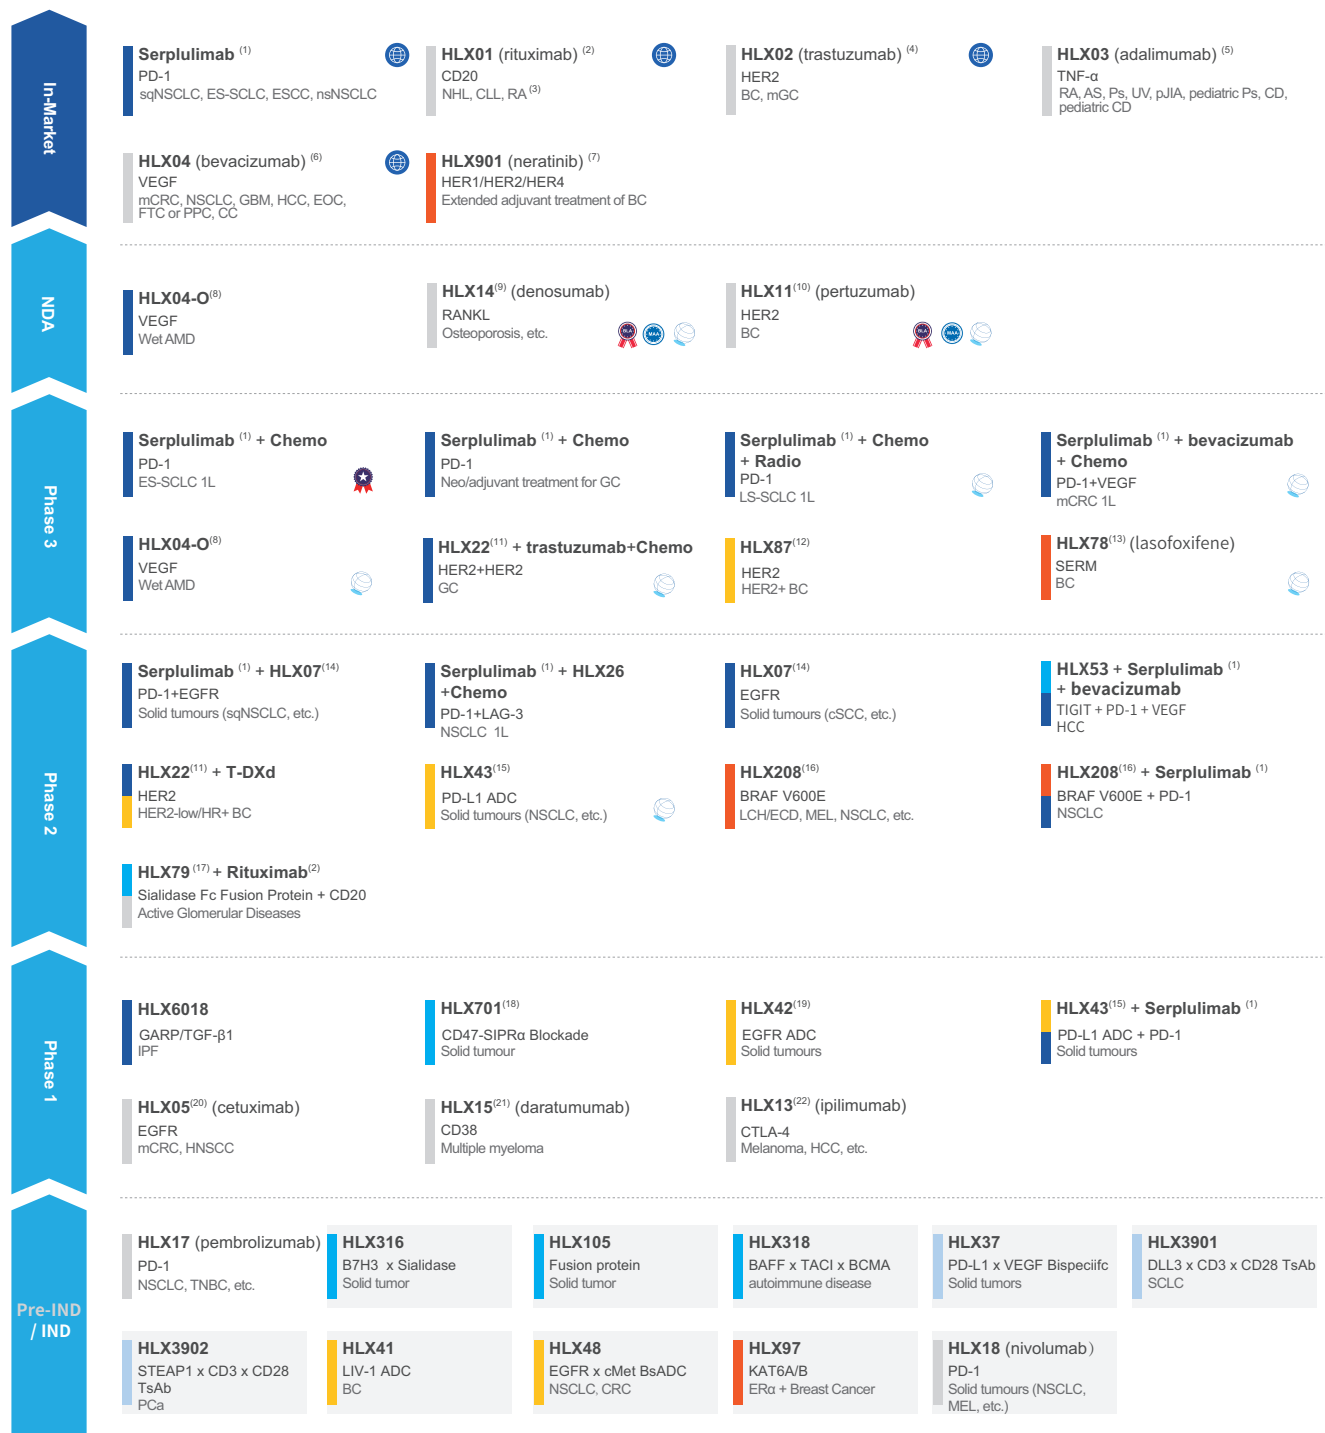 In-Market
Serplulimab (1)
PD-1
sqNSCLC, ES-SCLC, ESCC, nsNSCLC
HLX01 (rituximab) (2)
CD20
NHL, CLL, RA (3)
HLX02 (trastuzumab) (4)
HER2
BC, mGC
HLX03 (adalimumab) (5)
TNF-α
RA, AS, Ps, UV, pJIA, pediatric Ps, CD,
pediatric CD
HLX04 (bevacizumab) (6)
VEGF
mCRC, NSCLC, GBM, HCC, EOC,
FTC or PPC, CC
HLX901 (neratinib) (7)
HER1/HER2/HER4
Extended adjuvant treatment of BC
NDA
HLX04-O(8)
VEGF
Wet AMD
HLX14(9) (denosumab)
RANKL
Osteoporosis, etc.
BLA
MAA
HLX11(10) (pertuzumab)
HER2
BC
BLA
MAA
Phase 3
Serplulimab (1) + Chemo
PD-1
ES-SCLC 1L
Serplulimab (1) + Chemo
PD-1
Neo/adjuvant treatment for GC
Serplulimab (1) + Chemo
+ Radio
PD-1
LS-SCLC 1L
Serplulimab (1) + bevacizumab
+ Chemo
PD-1+VEGF
mCRC 1L
HLX04-O(8)
VEGF
Wet AMD
HLX22(11) + trastuzumab+Chemo
HER2+HER2
GC
HLX87(12)
HER2
HER2+ BC
HLX78(13) (lasofoxifene)
SERM
BC
Phase 2
Serplulimab (1) + HLX07(14)
PD-1+EGFR
Solid tumours (sqNSCLC, etc.)
Serplulimab (1) + HLX26
+Chemo
PD-1+LAG-3
NSCLC 1L
HLX07(14)
EGFR
Solid tumours (cSCC, etc.)
HLX53 + Serplulimab (1)
+ bevacizumab
TIGIT + PD-1 + VEGF
HCC
HLX22(11) + T-DXd
HER2
HER2-low/HR+ BC
HLX43(15)
PD-L1 ADC
Solid tumours (NSCLC, etc.)
HLX208(16)
BRAF V600E
LCH/ECD, MEL, NSCLC, etc.
HLX208(16) + Serplulimab (1)
BRAF V600E + PD-1
NSCLC
HLX79 (17) + Rituximab(2)
Sialidase Fc Fusion Protein + CD20
Active Glomerular Diseases
Phase 1
HLX6018
GARP/TGF-β1
IPF
HLX701(18)
CD47-SIPRα Blockade
Solid tumour
HLX42(19)
EGFR ADC
Solid tumours
HLX43(15) + Serplulimab (1)
PD-L1 ADC + PD-1
Solid tumours
HLX05(20) (cetuximab)
EGFR
mCRC, HNSCC
HLX15(21) (daratumumab)
CD38
Multiple myeloma
HLX13(22) (ipilimumab)
CTLA-4
Melanoma, HCC, etc.
Pre-IND
/ IND
HLX17 (pembrolizumab)
PD-1
NSCLC, TNBC, etc.
HLX316
B7H3 x Sialidase
Solid tumor
HLX105
Fusion protein
Solid tumor
HLX318
BAFF x TACI x BCMA
autoimmune disease
HLX37
PD-L1 x VEGF Bispeciifc
Solid tumors
HLX3901
DLL3 x CD3 x CD28 TsAb
SCLC
HLX3902
STEAP1 x CD3 x CD28
TsAb
PCa
HLX41
LIV-1 ADC
BC
HLX48
EGFR x cMet BsADC
NSCLC, CRC
HLX97
KAT6A/B
ERα + Breast Cancer
HLX18 (nivolumab）
PD-1
Solid tumours (NSCLC,
MEL, etc.)